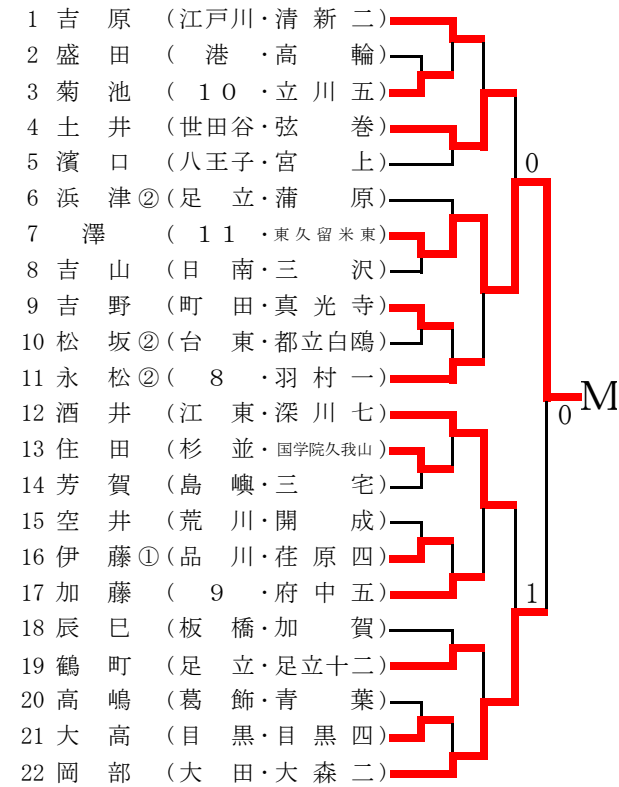 1 吉 原 (江戸川・清 新 二)
2 盛 田 ( 港 ・高 輪)
3 菊 池 ( 10 ・立 川 五)
4 土 井 (世田谷・弦 巻)
5 濱 口 (八王子・宮 上)
0
6 浜 津② (足 立・蒲 原)
7 澤 ( 11 ・東久留米東)
8 吉 山 (日 南・三 沢)
9 吉 野 (町 田・真 光 寺)
10 松 坂② (台 東・都立白鴎)
11 永 松② ( 8 ・羽 村 一)
M
0
12 酒 井 (江 東・深 川 七)
13 住 田 (杉 並・国学院久我山)
14 芳 賀 (島 嶼・三 宅)
15 空 井 (荒 川・開 成)
16 伊 藤① (品 川・荏 原 四)
17 加 藤 ( 9 ・府 中 五)
1
18 辰 巳 (板 橋・加 賀)
19 鶴 町 (足 立・足立十二)
20 高 嶋 (葛 飾・青 葉)
21 大 高 (目 黒・目 黒 四)
22 岡 部 (大 田・大 森 二)